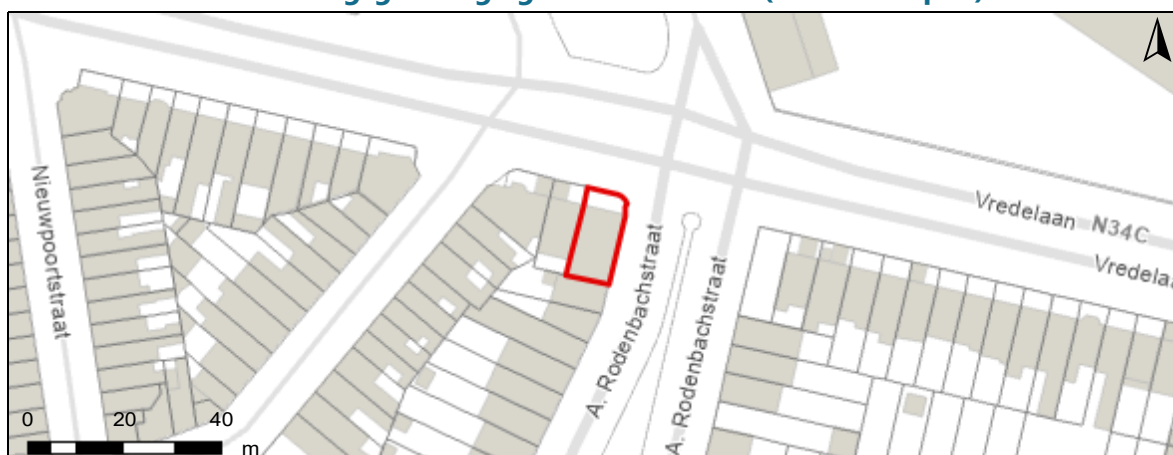 Nieuwpoortstraat
Vredelaan N34C
Vredelaa
A. Rodenbachstraat
A. Rodenbachstraat
0 20 40
m